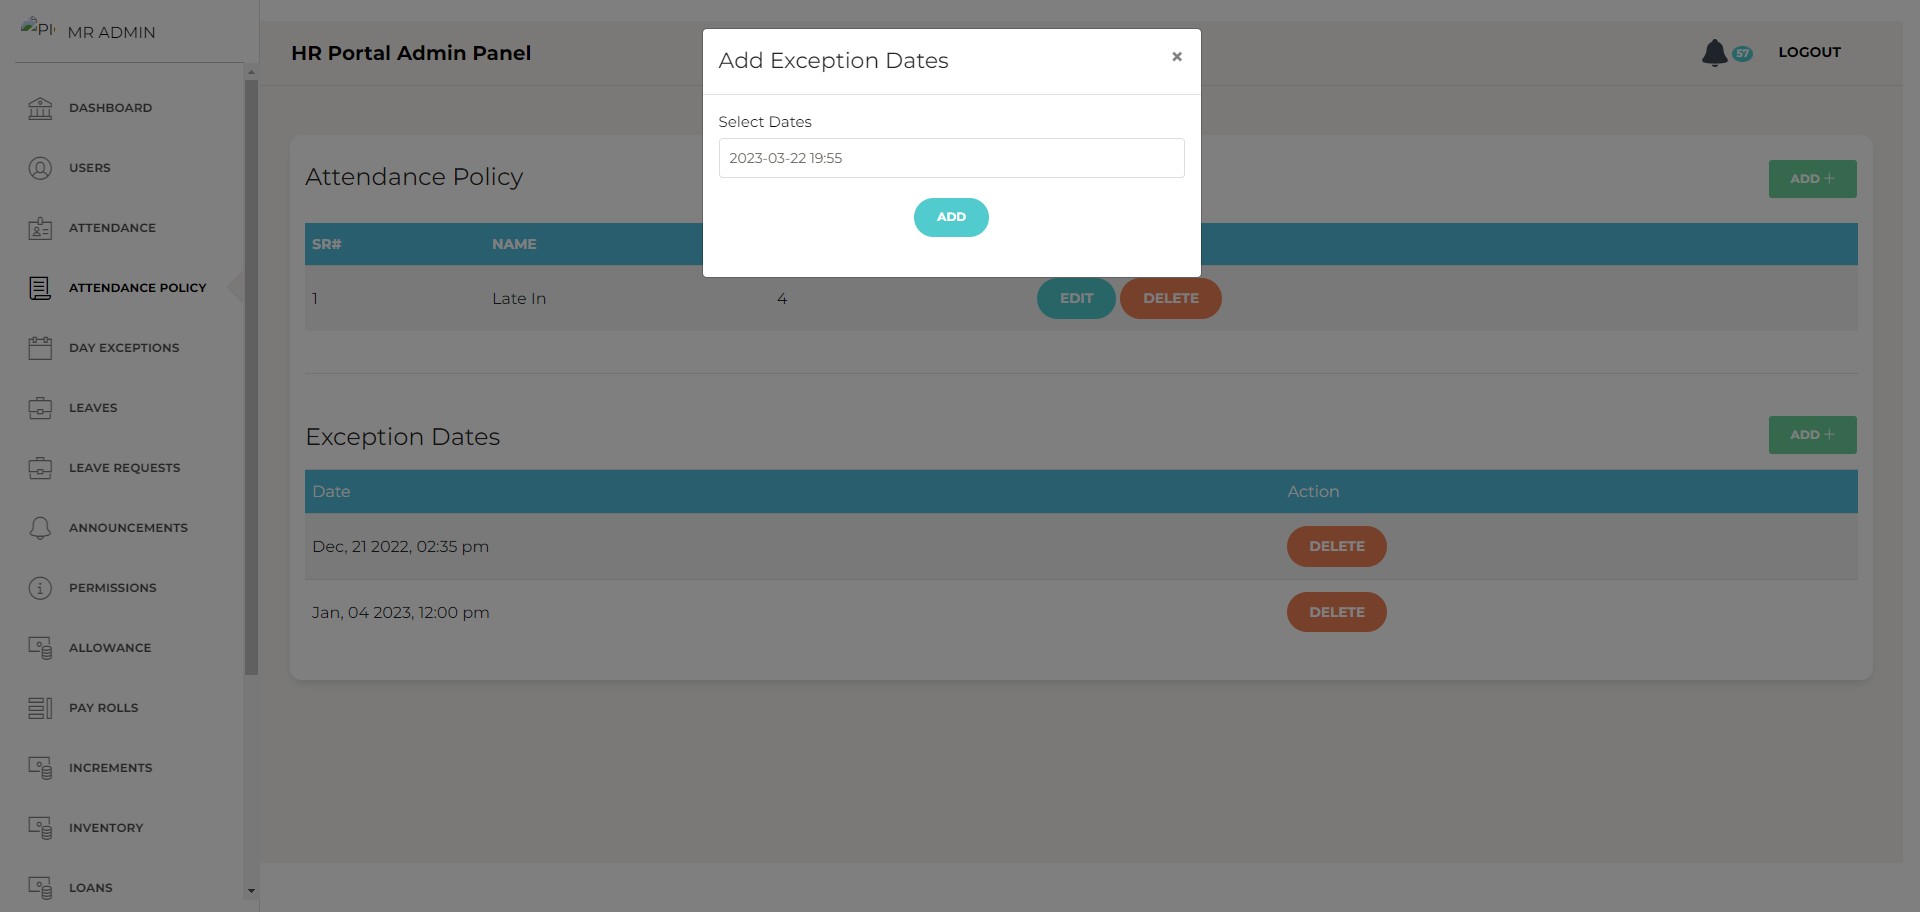 MR ADMIN
DASHBOARD
USERS
ATTENDANCE
ATTENDANCE POLICY
DAY EXCEPTIONS
LEAVES
LEAVE REQUESTS
ANNOUNCEMENTS
PERMISSIONS
ALLOWANCE
PAY ROLLS
INCREMENTS
INVENTORY
LOANS
HR Portal Admin Panel
57
LOGOUT
Add Exception Dates
×
Select Dates
2023-03-22 19:55
ADD
Attendance Policy
ADD +
SR# NAME
1 Late In 4 EDIT DELETE
Exception Dates
ADD +
Date Action
Dec, 21 2022, 02:35 pm DELETE
Jan, 04 2023, 12:00 pm DELETE